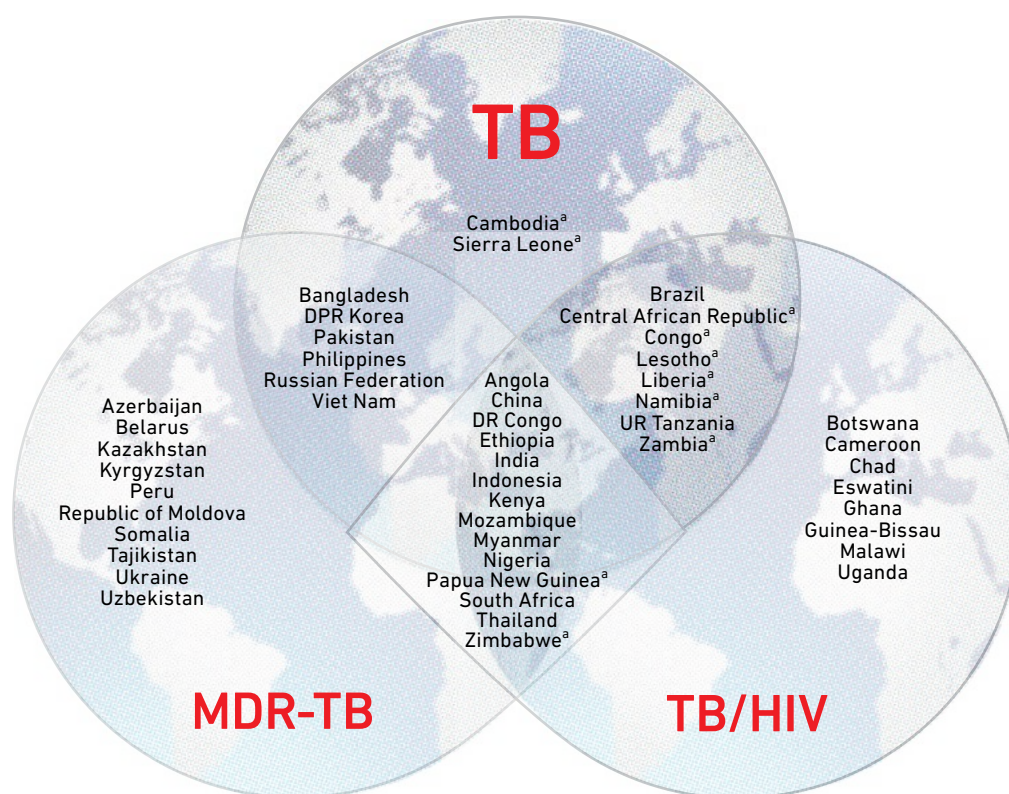 TB
Cambodiaᵃ
Sierra Leoneᵃ
Bangladesh
DPR Korea
Pakistan
Philippines
Russian Federation
Viet Nam
Brazil
Central African Republicᵃ
Congoᵃ
Lesothoᵃ
Liberiaᵃ
Namibiaᵃ
UR Tanzania
Zambiaᵃ
Angola
China
DR Congo
Ethiopia
India
Indonesia
Kenya
Mozambique
Myanmar
Nigeria
Papua New Guineaᵃ
South Africa
Thailand
Zimbabweᵃ
Azerbaijan
Belarus
Kazakhstan
Kyrgyzstan
Peru
Republic of Moldova
Somalia
Tajikistan
Ukraine
Uzbekistan
Botswana
Cameroon
Chad
Eswatini
Ghana
Guinea-Bissau
Malawi
Uganda
MDR-TB
TB/HIV